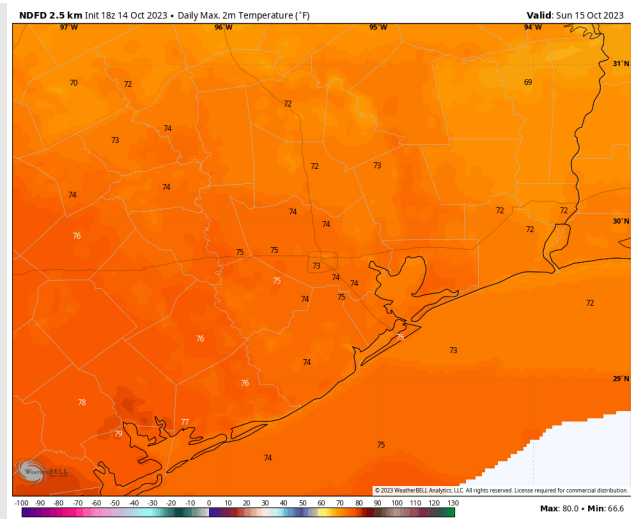 NDFD 2.5 km Init 18z 14 Oct 2023 • Daily Max. 2m Temperature (°F) Valid: Sun 15 Oct 2023
97°W 96°W 95°W 94°W
31°N
70 72 69
72
74
73
72 73
74 74
74 72 72
30°N
74 72
76
75 75
73
75 74 74
74 75
72
76 75
73
74
29°N
76
78
77
79
75
74
WeatherBELL
© 2023 WeatherBELL Analytics, LLC. All rights reserved. License required for commercial distribution.
-100 -90 -80 -70 -60 -50 -40 -30 -20 -10 0 10 20 30 40 50 60 70 80 90 100 110 120 130
Max: 80.0 • Min: 66.6